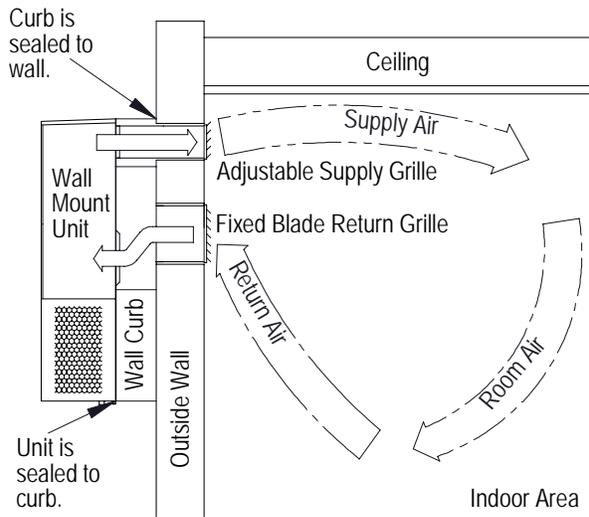 Curb is
sealed to
wall.
Ceiling
Supply Air
Adjustable Supply Grille
Wall
Mount
Unit
Fixed Blade Return Grille
Return Air
Room Air
Wall Curb
Outside Wall
Unit is
sealed to
curb.
Indoor Area